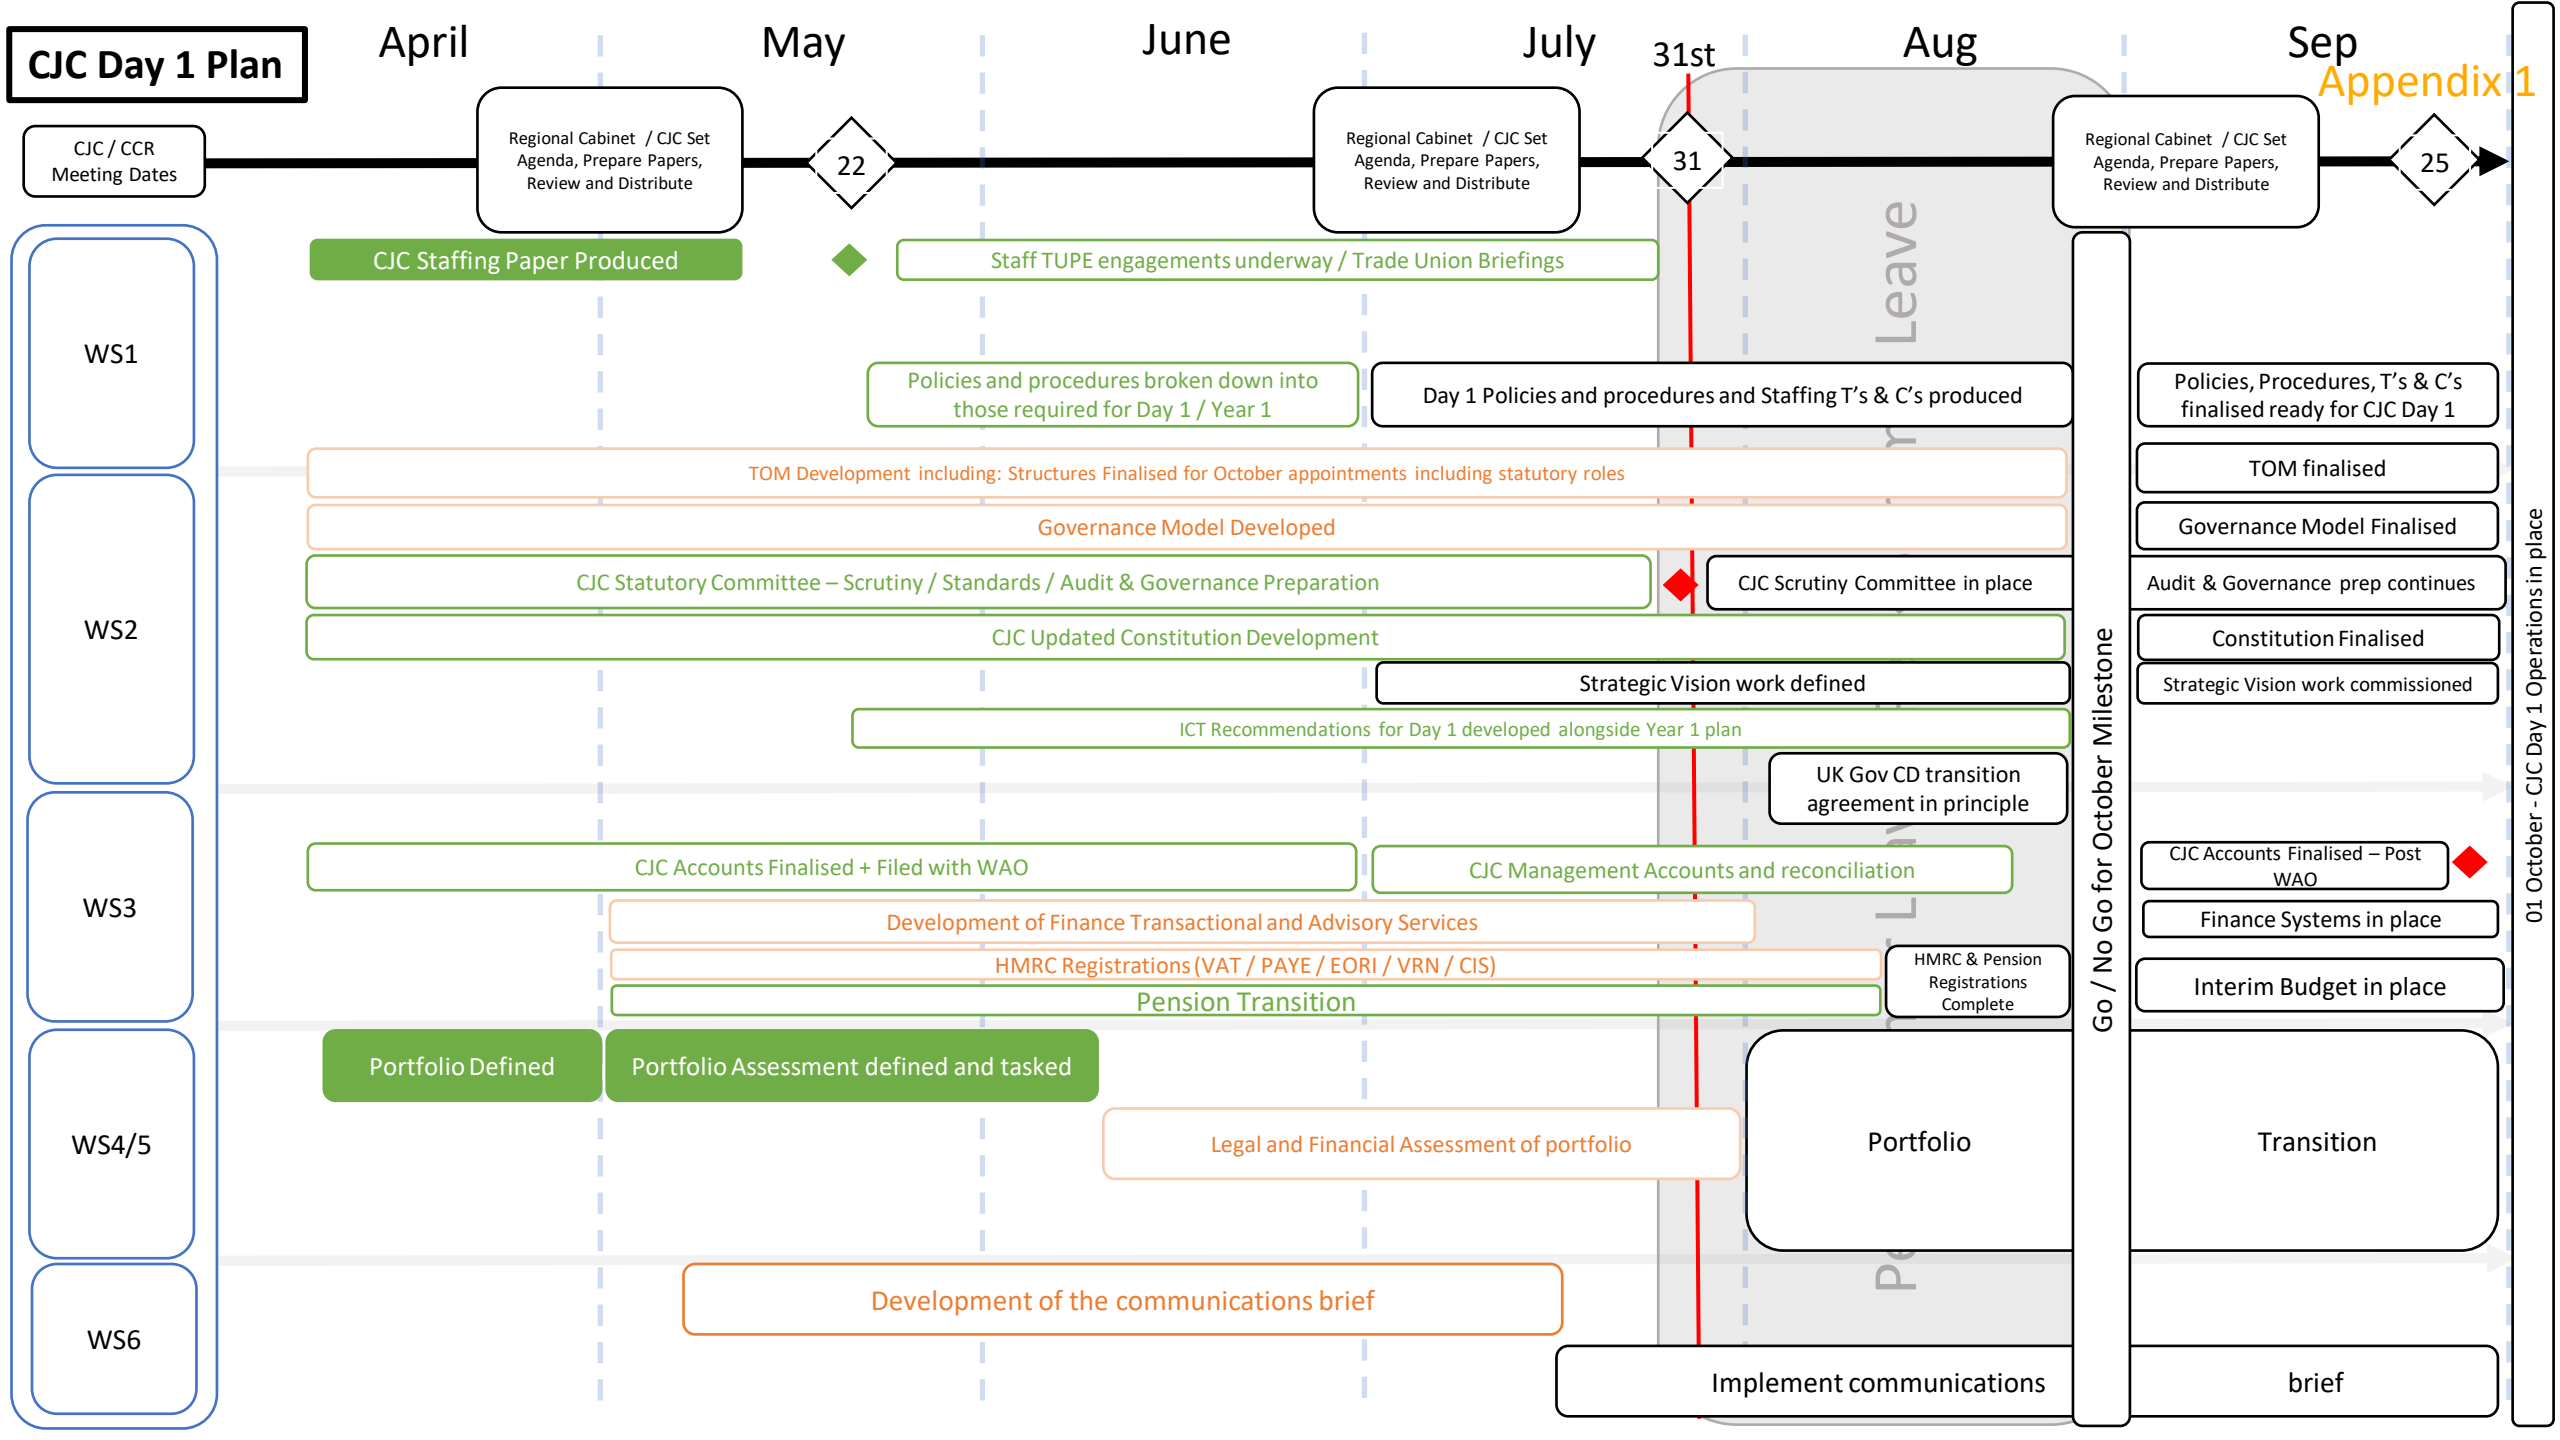 CJC Day 1 Plan
April
May
June
July
31st
Aug
Sep
Appendix 1
CJC / CCR
Meeting Dates
Regional Cabinet / CJC Set
Agenda, Prepare Papers,
Review and Distribute
22
Regional Cabinet / CJC Set
Agenda, Prepare Papers,
Review and Distribute
31
Regional Cabinet / CJC Set
Agenda, Prepare Papers,
Review and Distribute
25
WS1
CJC Staffing Paper Produced
Staff TUPE engagements underway / Trade Union Briefings
Leave
Policies and procedures broken down into
those required for Day 1 / Year 1
Day 1 Policies and procedures and Staffing T's & C's produced
Policies, Procedures, T's & C's
finalised ready for CJC Day 1
WS2
TOM Development including: Structures Finalised for October appointments including statutory roles
TOM finalised
Governance Model Developed
Governance Model Finalised
CJC Statutory Committee – Scrutiny / Standards / Audit & Governance Preparation
CJC Scrutiny Committee in place
Audit & Governance prep continues
CJC Updated Constitution Development
Constitution Finalised
Strategic Vision work defined
Strategic Vision work commissioned
ICT Recommendations for Day 1 developed alongside Year 1 plan
UK Gov CD transition
agreement in principle
Go / No Go for October Milestone
01 October - CJC Day 1 Operations in place
WS3
CJC Accounts Finalised + Filed with WAO
CJC Management Accounts and reconciliation
CJC Accounts Finalised – Post
WAO
Development of Finance Transactional and Advisory Services
Finance Systems in place
HMRC Registrations (VAT / PAYE / EORI / VRN / CIS)
HMRC & Pension
Registrations
Complete
Pension Transition
Interim Budget in place
WS4/5
Portfolio Defined
Portfolio Assessment defined and tasked
Legal and Financial Assessment of portfolio
Portfolio
Transition
WS6
Development of the communications brief
Implement communications
brief